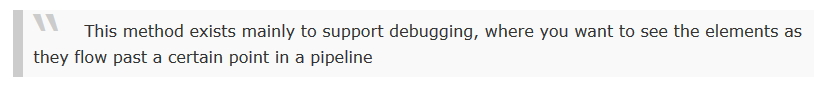 This method exists mainly to support debugging, where you want to see the elements as
they flow past a certain point in a pipeline